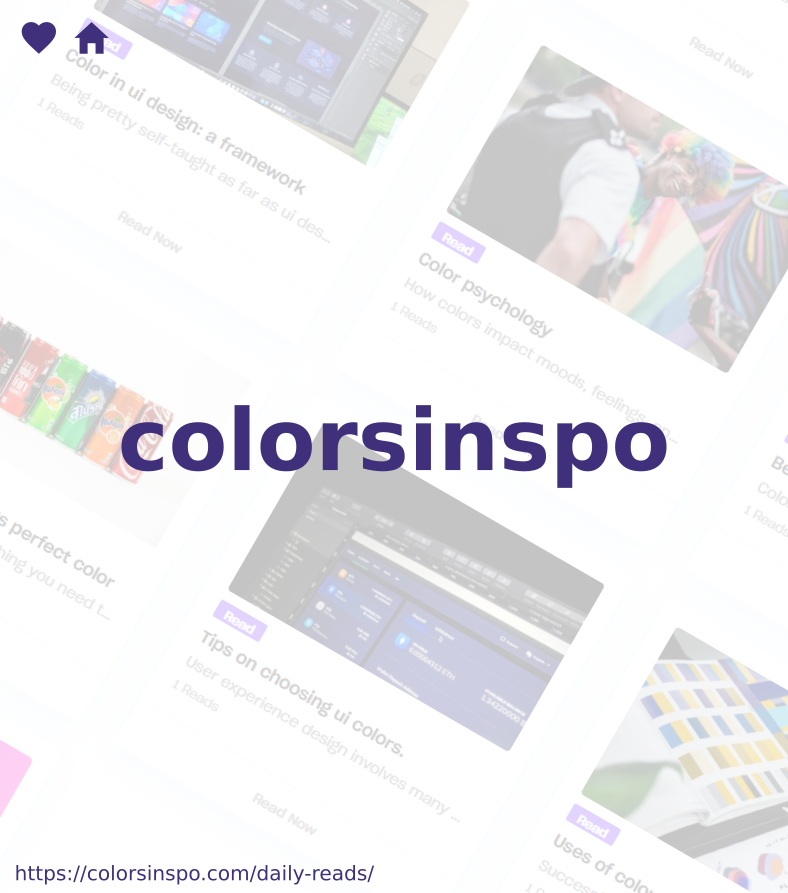 Read
Color in ui design: a framework
Being pretty self-taught as far as ui des...
1 Reads
Read Now
Read Now
Read
Color psychology
How colors impact moods, feelings,
1 Reads
colorsinspo
s perfect color
hing you need t...
Be
Colo
1 Reads
Read
Tips on choosing ui colors.
User experience design involves many ...
1 Reads
Read Now
Read
Uses of colo
Success
1 R
https://colorsinspo.com/daily-reads/